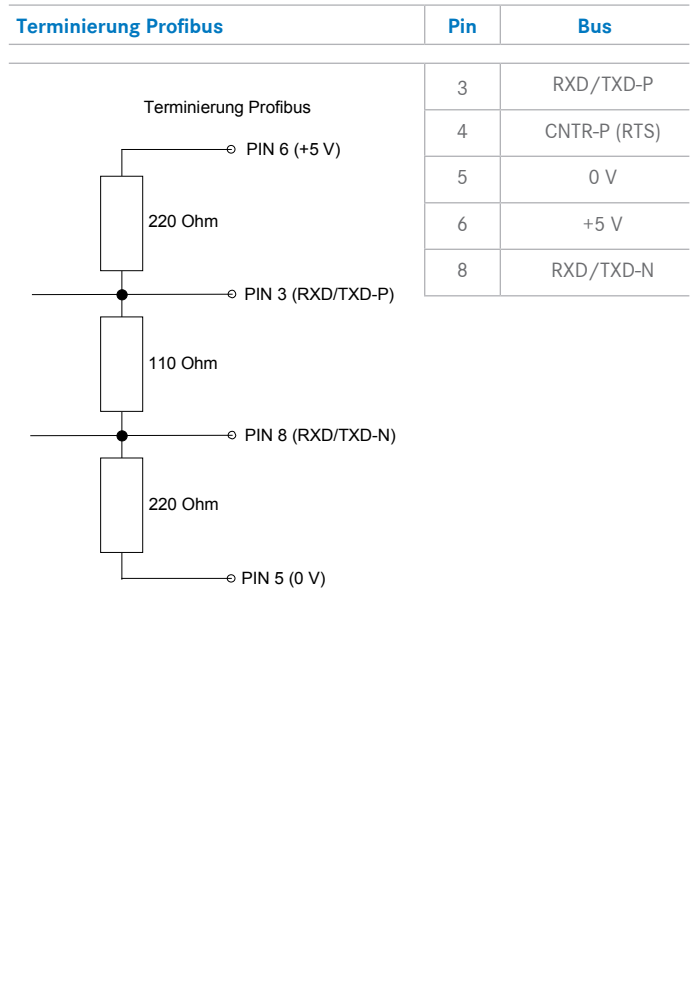 Terminierung Profibus Pin Bus
3 RXD/TXD-P
4 CNTR-P (RTS)
5 0 V
6 +5 V
8 RXD/TXD-N
Terminierung Profibus
PIN 6 (+5 V)
220 Ohm
PIN 3 (RXD/TXD-P)
110 Ohm
PIN 8 (RXD/TXD-N)
220 Ohm
PIN 5 (0 V)